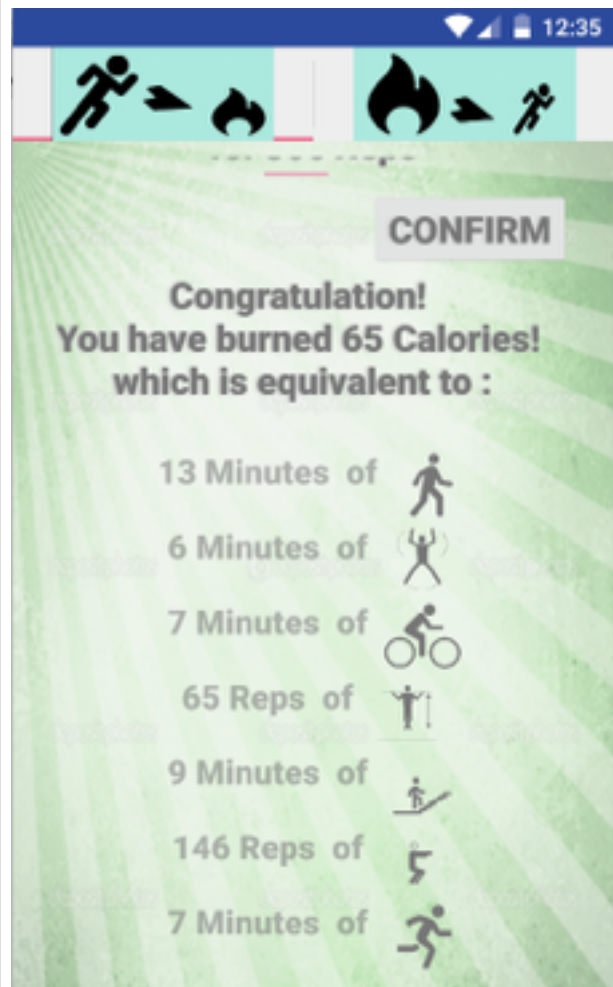 12:35
CONFIRM
Congratulation!
You have burned 65 Calories!
which is equivalent to :
13 Minutes of
6 Minutes of
7 Minutes of
65 Reps of
9 Minutes of
146 Reps of
7 Minutes of